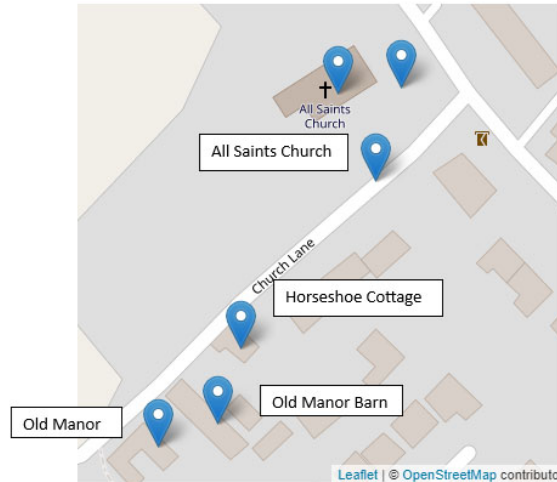 All Saints
Church
All Saints Church
Church Lane
Horseshoe Cottage
Old Manor Barn
Old Manor
Leaflet | © OpenStreetMap contributo